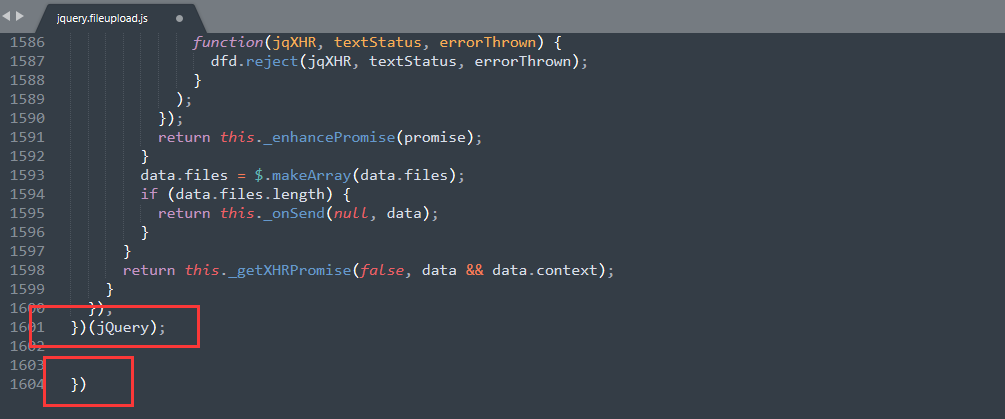 jquery.fileupload.js
1586 function(jqXHR, textStatus, errorThrown) {
1587 dfd.reject(jqXHR, textStatus, errorThrown);
1588 }
1589 );
1590 });
1591 return this._enhancePromise(promise);
1592 }
1593 data.files = $.makeArray(data.files);
1594 if (data.files.length) {
1595 return this._onSend(null, data);
1596 }
1597 }
1598 return this._getXHRPromise(false, data && data.context);
1599 }
1600 });
1601 })(jQuery);
1602
1603
1604 })